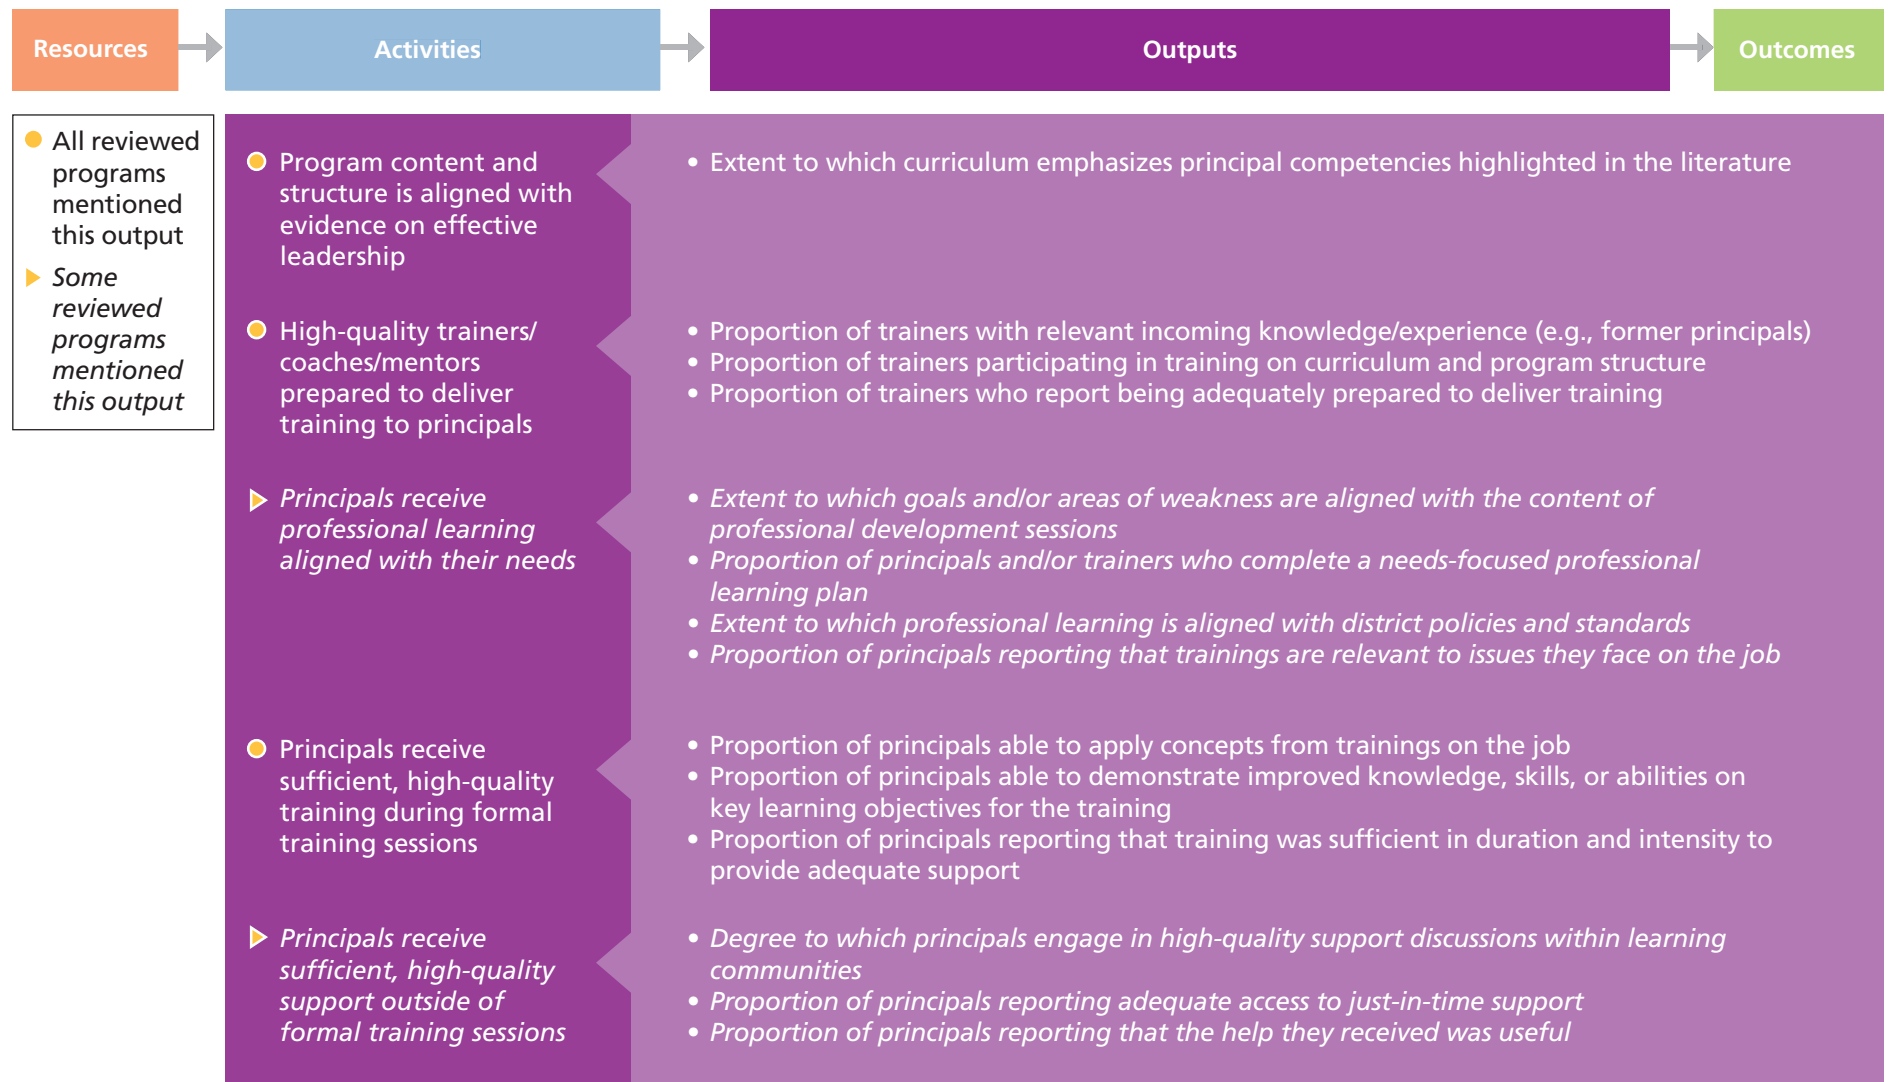 Resources
Activities
Outputs
Outcomes
All reviewed
programs
mentioned
this output
Some
reviewed
programs
mentioned
this output
Program content and
structure is aligned with
evidence on effective
leadership
• Extent to which curriculum emphasizes principal competencies highlighted in the literature
High-quality trainers/
coaches/mentors
prepared to deliver
training to principals
• Proportion of trainers with relevant incoming knowledge/experience (e.g., former principals)
• Proportion of trainers participating in training on curriculum and program structure
• Proportion of trainers who report being adequately prepared to deliver training
Principals receive
professional learning
aligned with their needs
• Extent to which goals and/or areas of weakness are aligned with the content of
professional development sessions
• Proportion of principals and/or trainers who complete a needs-focused professional
learning plan
• Extent to which professional learning is aligned with district policies and standards
• Proportion of principals reporting that trainings are relevant to issues they face on the job
Principals receive
sufficient, high-quality
training during formal
training sessions
• Proportion of principals able to apply concepts from trainings on the job
• Proportion of principals able to demonstrate improved knowledge, skills, or abilities on
key learning objectives for the training
• Proportion of principals reporting that training was sufficient in duration and intensity to
provide adequate support
Principals receive
sufficient, high-quality
support outside of
formal training sessions
• Degree to which principals engage in high-quality support discussions within learning
communities
• Proportion of principals reporting adequate access to just-in-time support
• Proportion of principals reporting that the help they received was useful